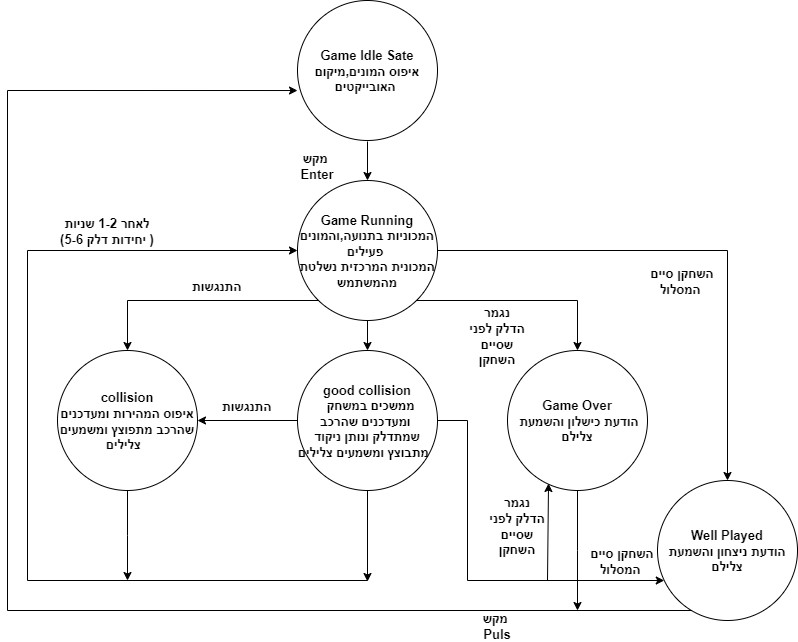 Game Idle Sate
איפוס המונים,מיקום
האובייקטים
מקש
Enter
Game Running
המכוניות בתנועה,והמונים
פעילים
המכונית המרכזית נשלטת
מהמשתמש
לאחר 1-2 שניות
( יחידות דלק 5-6)
התנגשות
נגמר
הדלק לפני
שסיים
השחקן
השחקן סיים
המסלול
collision
איפוס המהירות ומעדכנים
שהרכב מתפוצץ ומשמעים
צלילים
התנגשות
good collision
ממשכים במשחק
ומעדכנים שהרכב
שמתדלק ונותן ניקוד
מתבוצץ ומשמעים צלילים
Game Over
הודעת כישלון והשמעת
צלילם
נגמר
הדלק לפני
שסיים
השחקן
השחקן סיים
המסלול
Well Played
הודעת ניצחון והשמעת
צלילם
מקש
Puls